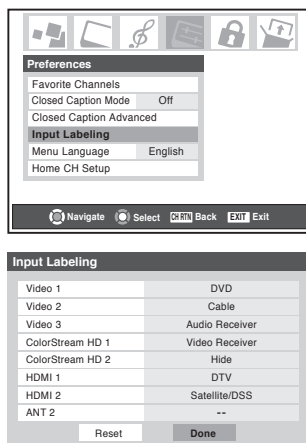 Preferences
Favorite Channels
Closed Caption Mode Off
Closed Caption Advanced
Input Labeling
Menu Language English
Home CH Setup
Navigate Select CH RTN Back EXIT Exit
Input Labeling
Video 1 DVD
Video 2 Cable
Video 3 Audio Receiver
ColorStream HD 1 Video Receiver
ColorStream HD 2 Hide
HDMI 1 DTV
HDMI 2 Satellite/DSS
ANT 2 --
Reset Done